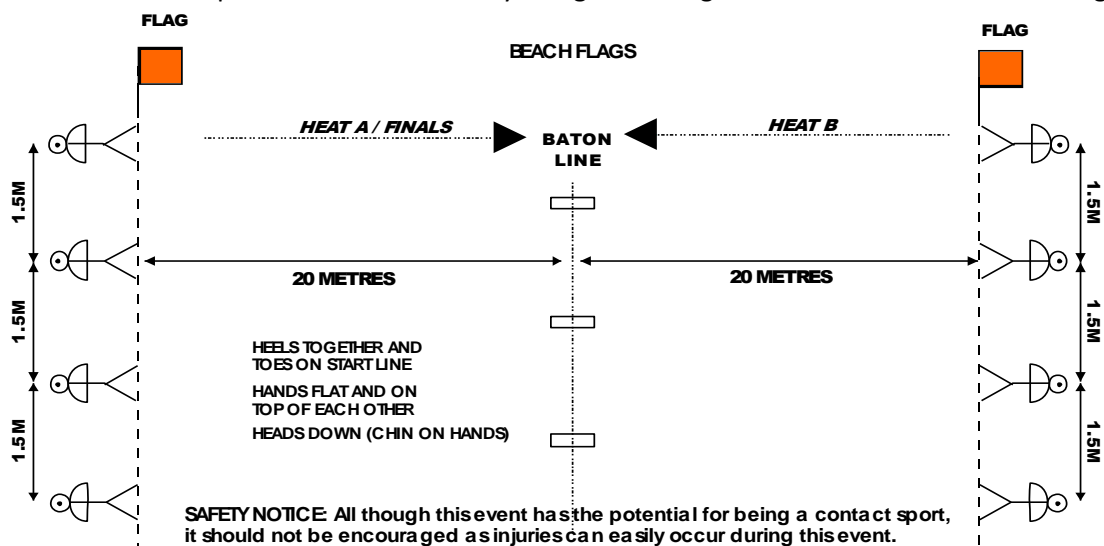 FLAG
FLAG
BEACH FLAGS
HEAT A / FINALS
HEAT B
BATON
LINE
1.5M
1.5M
1.5M
1.5M
1.5M
1.5M
20 METRES
20 METRES
HEELS TOGETHER AND
TOES ON START LINE
HANDS FLAT AND ON
TOP OF EACH OTHER
HEADS DOWN (CHIN ON HANDS)
SAFETY NOTICE: All though this event has the potential for being a contact sport,
it should not be encouraged as injuries can easily occur during this event.